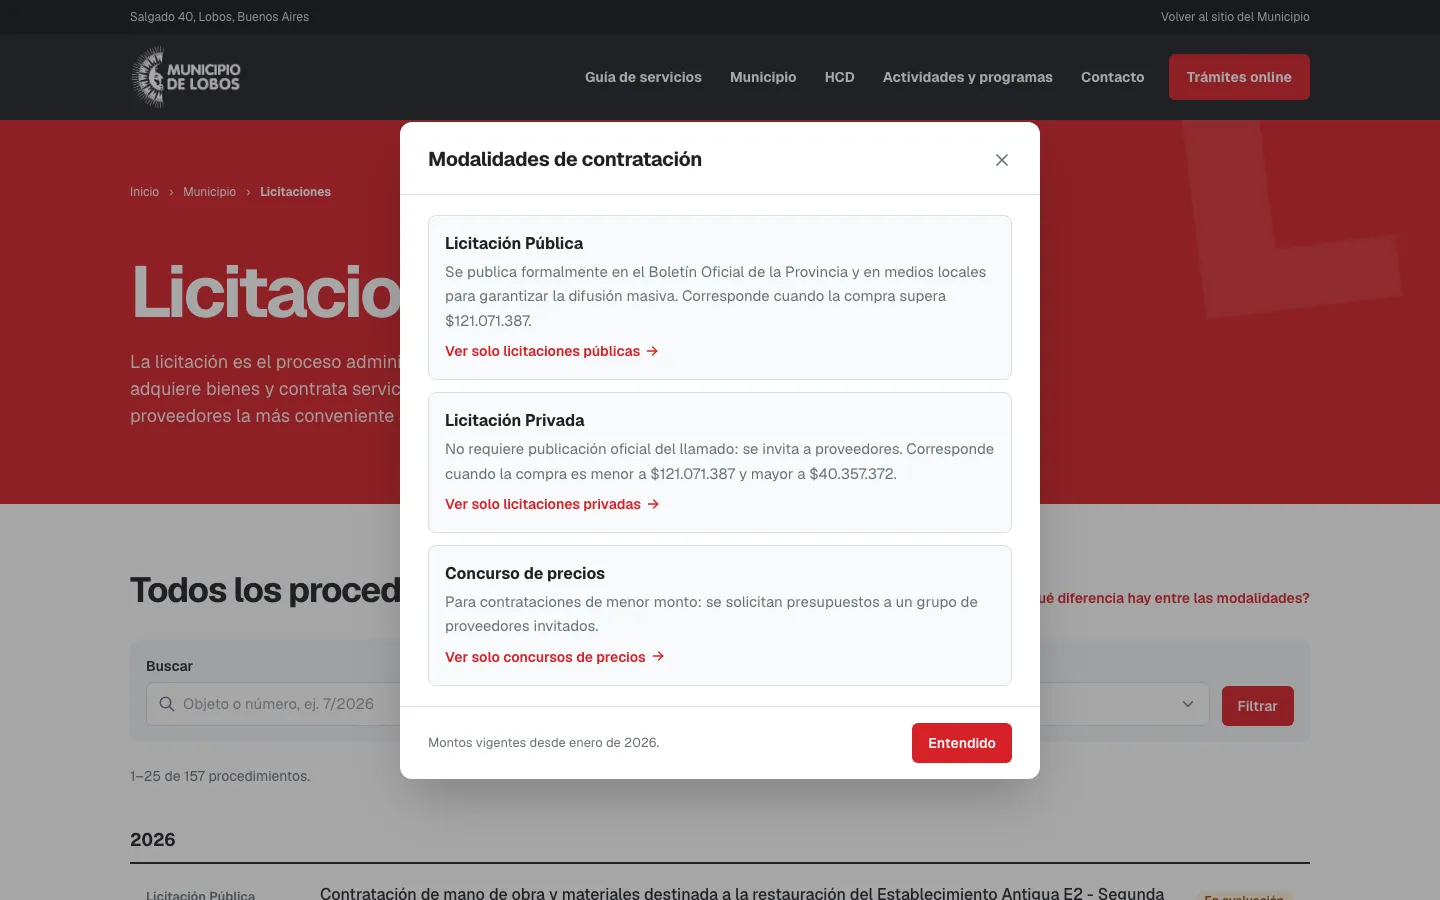 Salgado 40, Lobos, Buenos Aires
Volver al sitio del Municipio
MUNICIPIO
DE LOBOS
Guía de servicios
Municipio
HCD
Actividades y programas
Contacto
Trámites online
Inicio › Municipio › Licitaciones
Licitacio
La licitación es el proceso admini
adquiere bienes y contrata servic
proveedores la más conveniente
Modalidades de contratación
Licitación Pública
Se publica formalmente en el Boletín Oficial de la Provincia y en medios locales
para garantizar la difusión masiva. Corresponde cuando la compra supera
$121.071.387.
Ver solo licitaciones públicas →
Licitación Privada
No requiere publicación oficial del llamado: se invita a proveedores. Corresponde
cuando la compra es menor a $121.071.387 y mayor a $40.357.372.
Ver solo licitaciones privadas →
Concurso de precios
Para contrataciones de menor monto: se solicitan presupuestos a un grupo de
proveedores invitados.
Ver solo concursos de precios →
Montos vigentes desde enero de 2026.
Entendido
Todos los proced
ué diferencia hay entre las modalidades?
Buscar
Objeto o número, ej. 7/2026
Filtrar
1–25 de 157 procedimientos.
2026
Licitación Pública
Contratación de mano de obra y materiales destinada a la restauración del Establecimiento Antigua E2 - Segunda
En evaluación